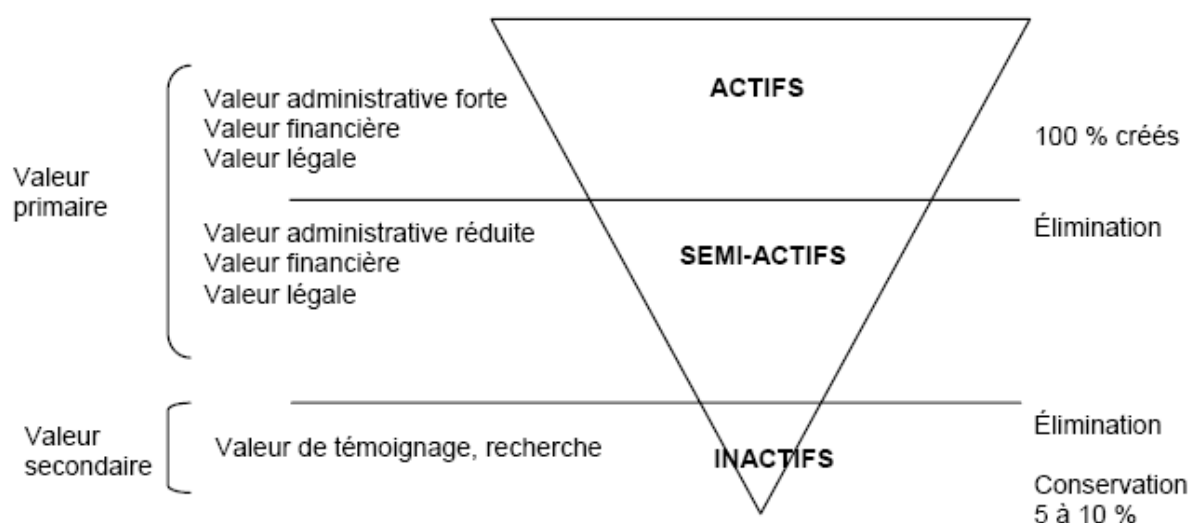 Valeur
primaire
Valeur administrative forte
Valeur financière
Valeur légale
ACTIFS
100 % créés
Valeur administrative réduite
Valeur financière
Valeur légale
SEMI-ACTIFS
Élimination
Valeur
secondaire
Valeur de témoignage, recherche
INACTIFS
Élimination
Conservation
5 à 10 %